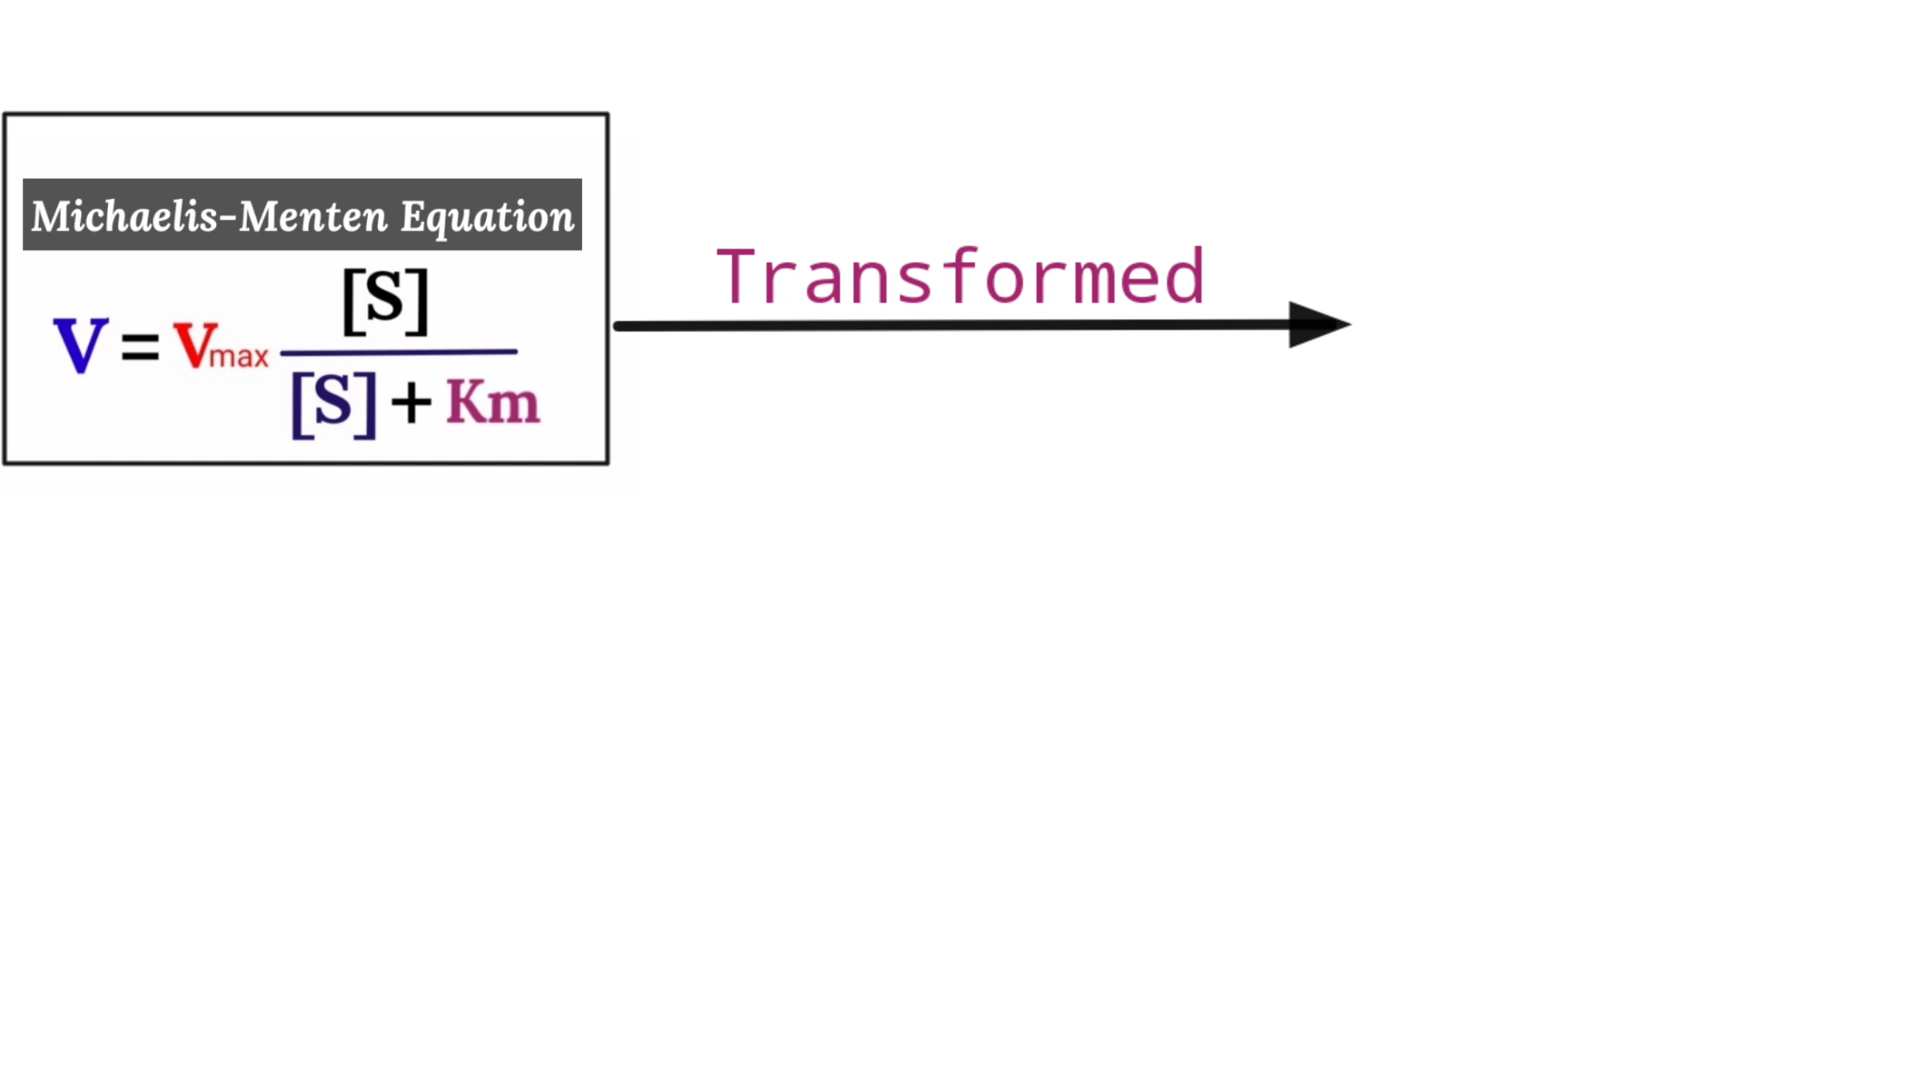 Michaelis-Menten Equation
V = Vmax [S]
[S] + Km
Transformed